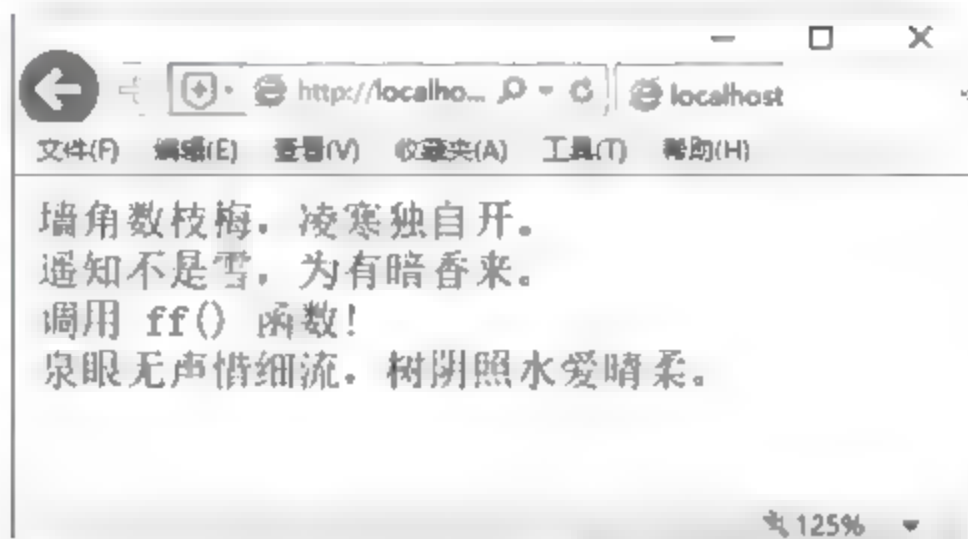 http://localho...
localhost
文件(F) 编辑(E) 查看(V) 收藏夹(A) 工具(T) 帮助(H)
墙角数枝梅，凌寒独自开。
遥知不是雪，为有暗香来。
调用 ff() 函数!
泉眼无声惜细流，树阴照水爱晴柔。
125%